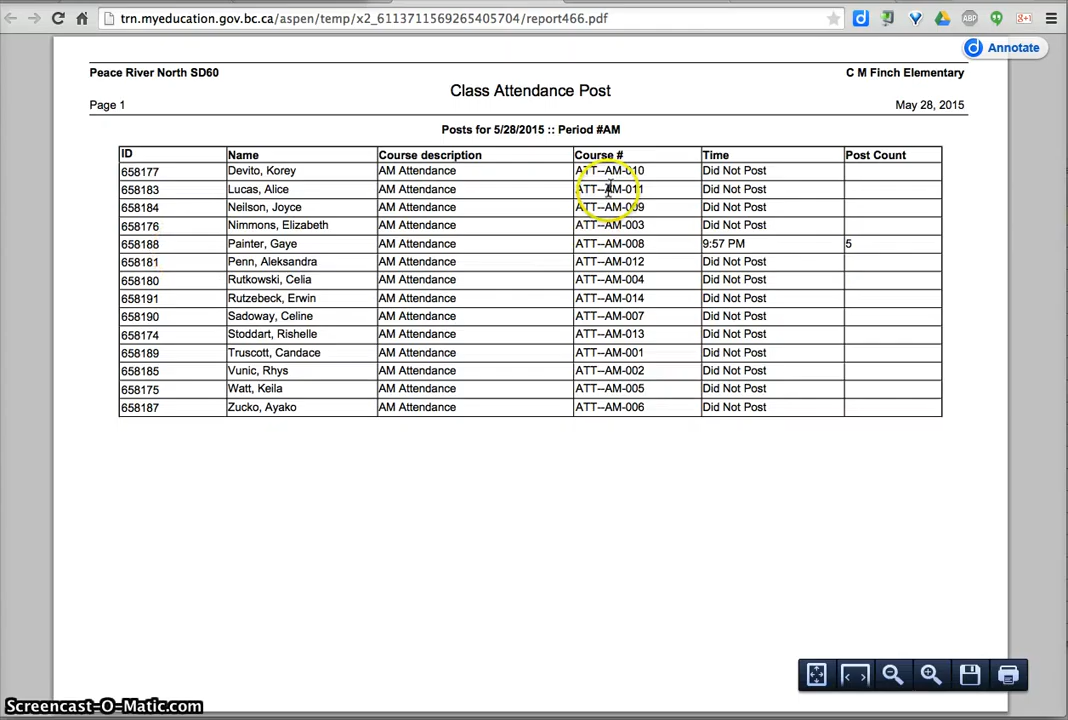 trn.myeducation.gov.bc.ca/aspen/temp/x2_6113711569265405704/report466.pdf
ABP
g+1
Annotate
Peace River North SD60 C M Finch Elementary
Class Attendance Post
Page 1 May 28, 2015
Posts for 5/28/2015 :: Period #AM
ID Name Course description Course # Time Post Count
658177 Devito, Korey AM Attendance ATT--AM-010 Did Not Post
658183 Lucas, Alice AM Attendance ATT--AM-011 Did Not Post
658184 Neilson, Joyce AM Attendance ATT--AM-009 Did Not Post
658176 Nimmons, Elizabeth AM Attendance ATT--AM-003 Did Not Post
658188 Painter, Gaye AM Attendance ATT--AM-008 9:57 PM 5
658181 Penn, Aleksandra AM Attendance ATT--AM-012 Did Not Post
658180 Rutkowski, Celia AM Attendance ATT--AM-004 Did Not Post
658191 Rutzebeck, Erwin AM Attendance ATT--AM-014 Did Not Post
658190 Sadoway, Celine AM Attendance ATT--AM-007 Did Not Post
658174 Stoddart, Rishelle AM Attendance ATT--AM-013 Did Not Post
658189 Truscott, Candace AM Attendance ATT--AM-001 Did Not Post
658185 Vunic, Rhys AM Attendance ATT--AM-002 Did Not Post
658175 Watt, Keila AM Attendance ATT--AM-005 Did Not Post
658187 Zucko, Ayako AM Attendance ATT--AM-006 Did Not Post
Screencast-O-Matic.com